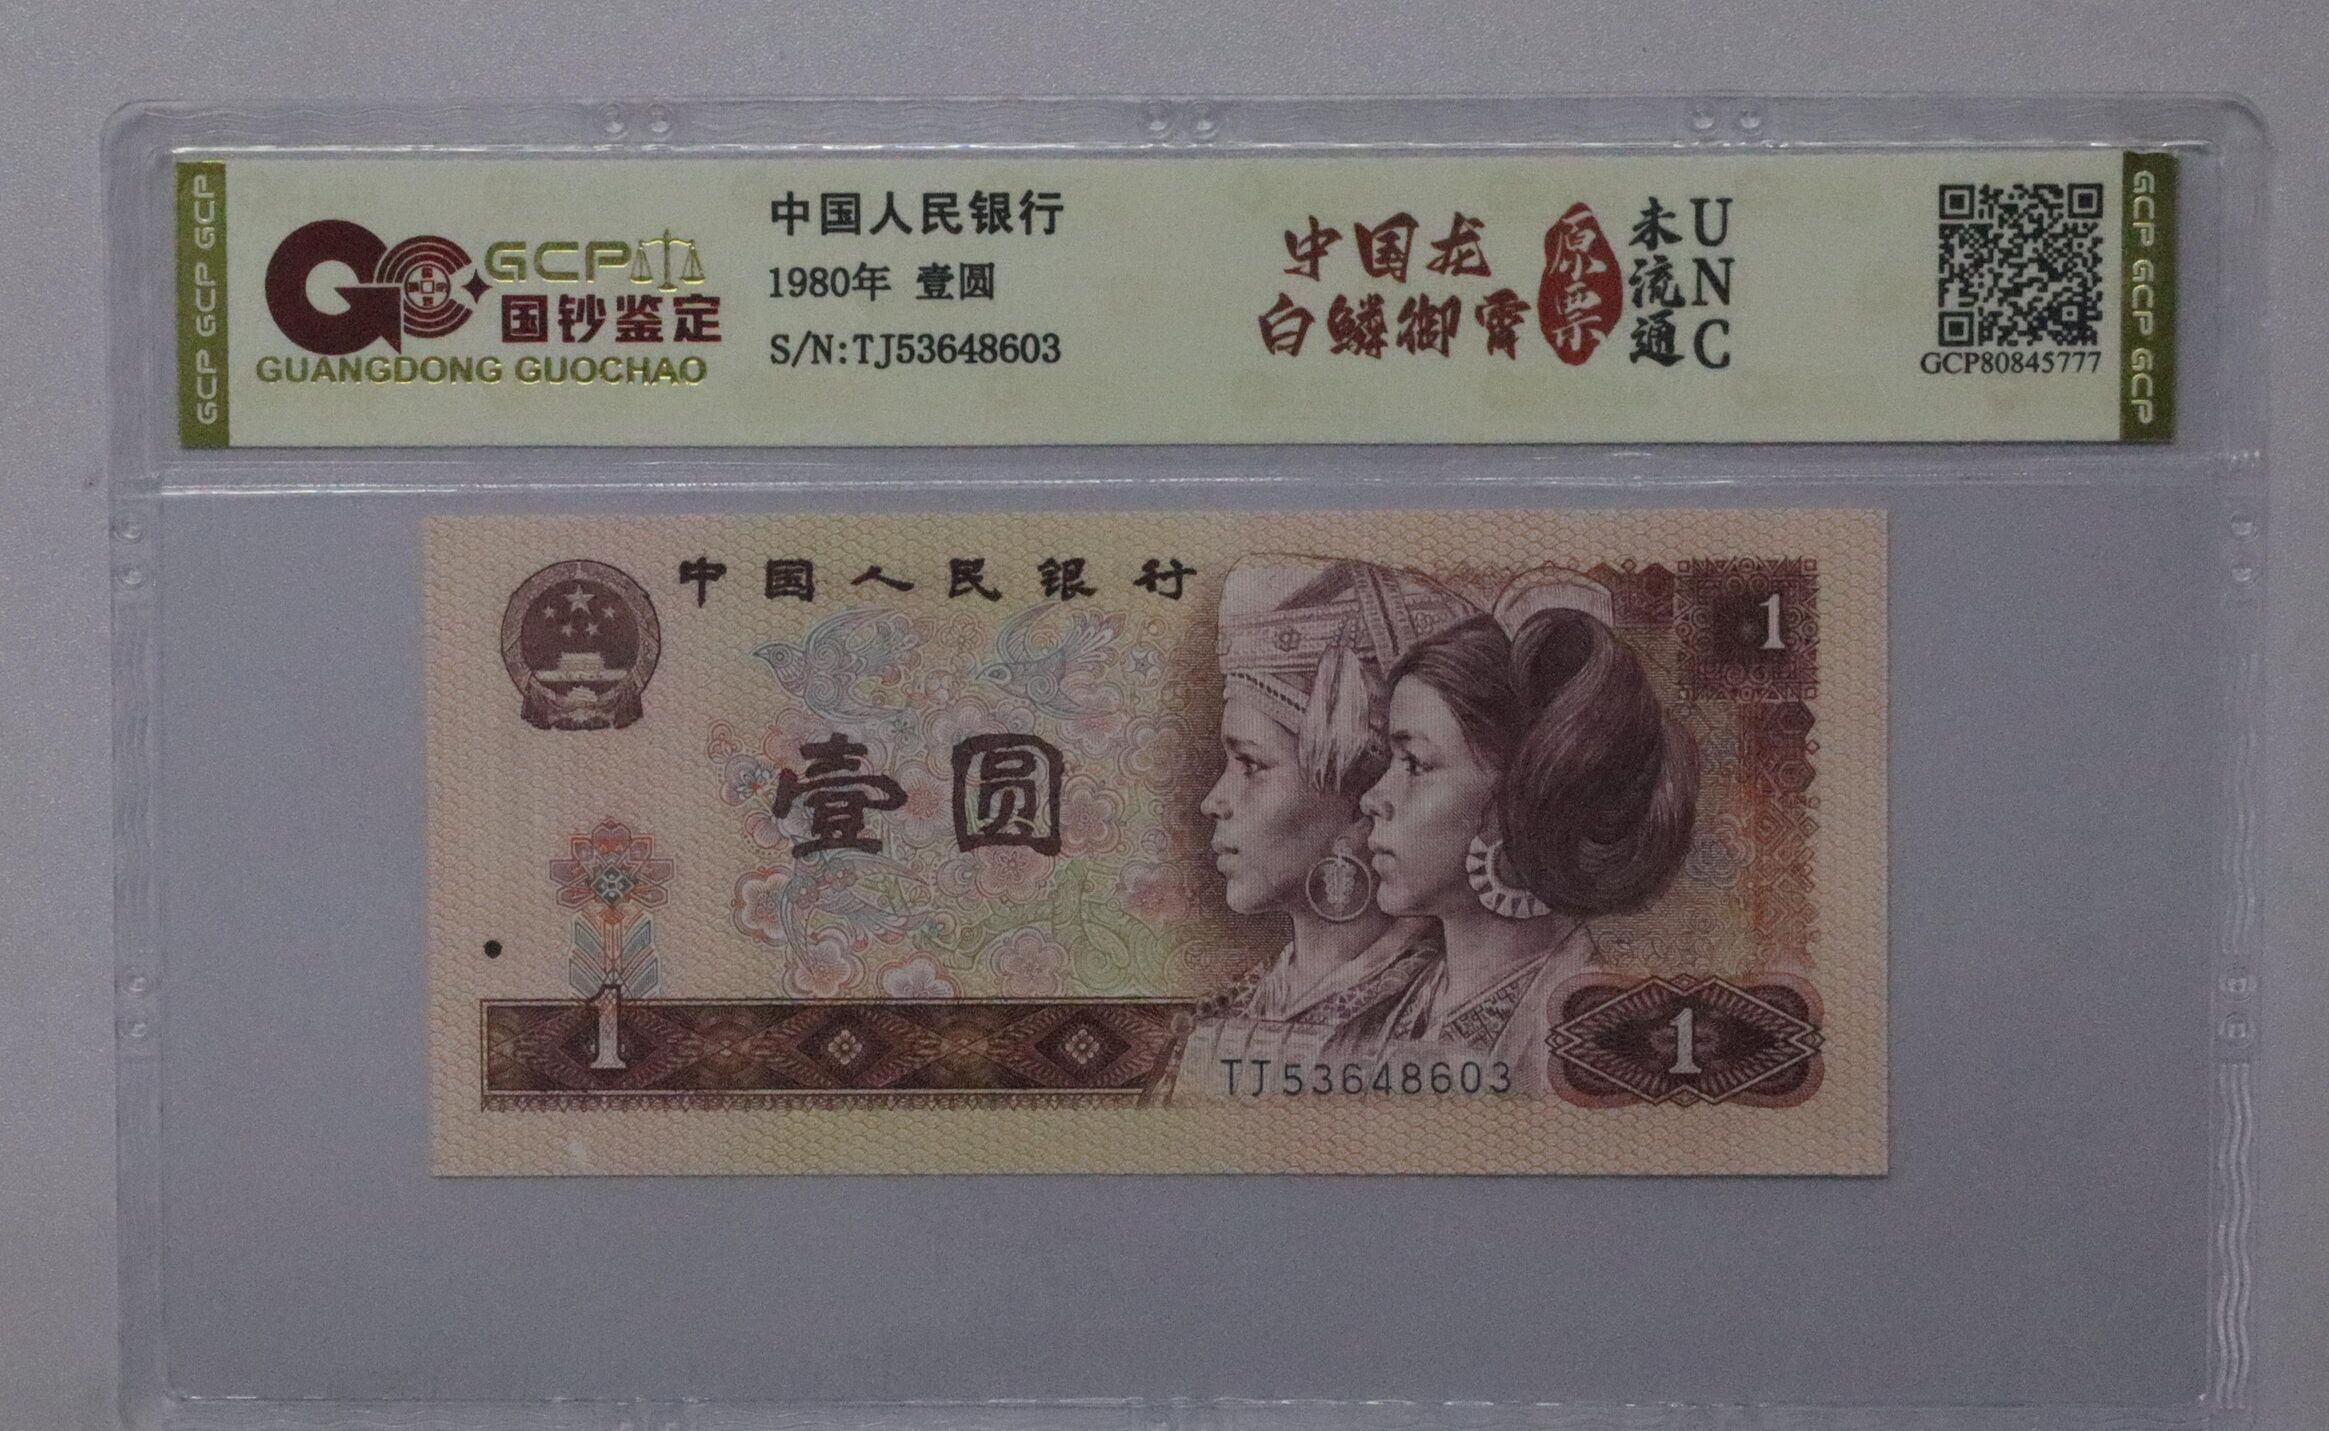 GCP GCP GCP
GCP
国钞鉴定
GUANGDONG GUOCHAO
中国人民银行
1980年 壹圆
S/N:TJ53648603
中国龙
白鳞御霄
原票
未流通
UNC
GCP80845777
GCP GCP GCP
中国人民银行
1
壹圆
1
1
TJ53648603